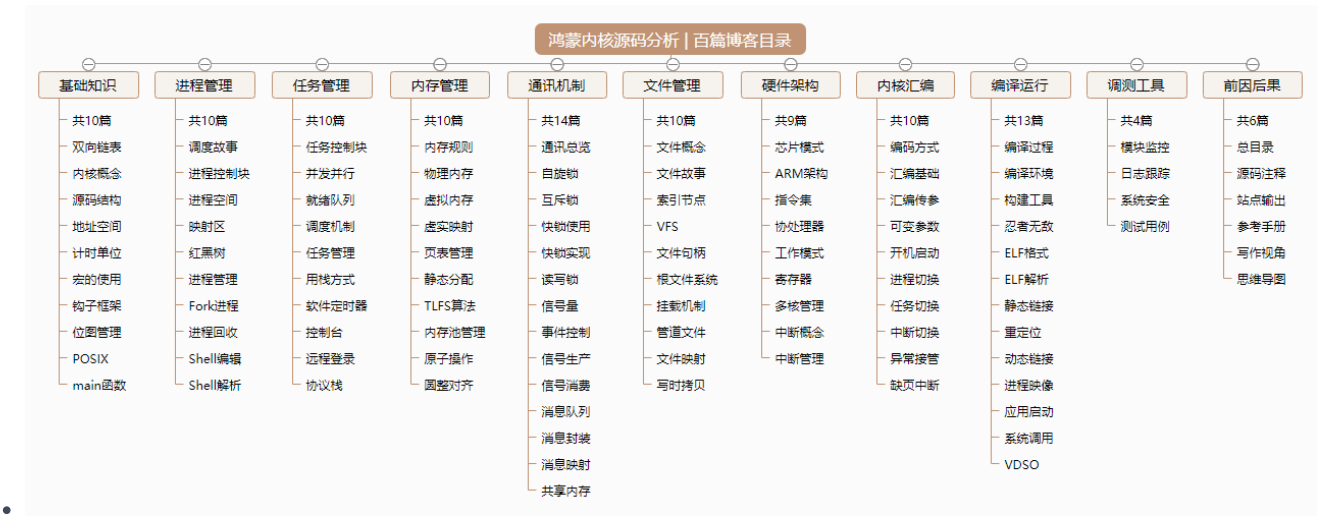 鸿蒙内核源码分析 | 百篇博客目录
基础知识
共10篇
双向链表
内核概念
源码结构
地址空间
计时单位
宏的使用
钩子框架
位图管理
POSIX
main函数
进程管理
共10篇
调度故事
进程控制块
进程空间
映射区
红黑树
进程管理
Fork进程
进程回收
Shell编辑
Shell解析
任务管理
共10篇
任务控制块
并发并行
就绪队列
调度机制
任务管理
用栈方式
软件定时器
控制台
远程登录
协议栈
内存管理
共10篇
内存规则
物理内存
虚拟内存
虚实映射
页表管理
静态分配
TLFS算法
内存池管理
原子操作
圆整对齐
通讯机制
共14篇
通讯总览
自旋锁
互斥锁
快锁使用
快锁实现
读写锁
信号量
事件控制
信号生产
信号消费
消息队列
消息封装
消息映射
共享内存
文件管理
共10篇
文件概念
文件故事
索引节点
VFS
文件句柄
根文件系统
挂载机制
管道文件
文件映射
写时拷贝
硬件架构
共9篇
芯片模式
ARM架构
指令集
协处理器
工作模式
寄存器
多核管理
中断概念
中断管理
内核汇编
共10篇
编码方式
汇编基础
汇编传参
可变参数
开机启动
进程切换
任务切换
中断切换
异常接管
缺页中断
编译运行
共13篇
编译过程
编译环境
构建工具
忍者无敌
ELF格式
ELF解析
静态链接
重定位
动态链接
进程映像
应用启动
系统调用
VDSO
调测工具
共4篇
模块监控
日志跟踪
系统安全
测试用例
前因后果
共6篇
总目录
源码注释
站点输出
参考手册
写作视角
思维导图